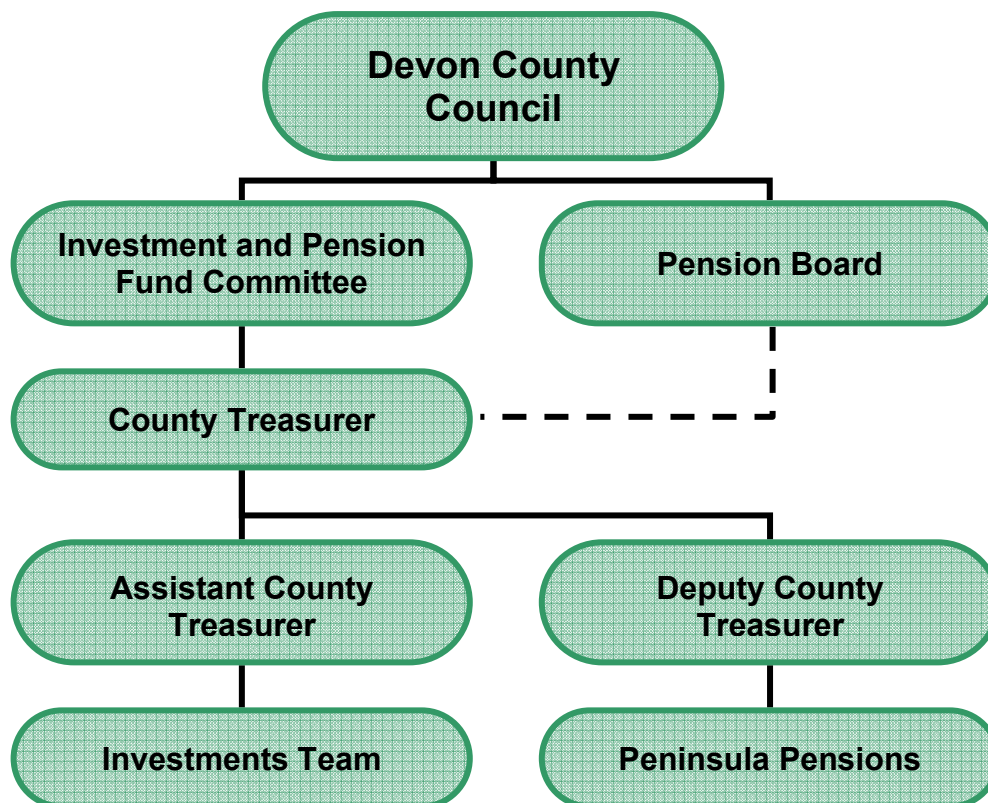 Devon County
Council
Investment and Pension
Fund Committee
Pension Board
County Treasurer
Assistant County
Treasurer
Deputy County
Treasurer
Investments Team
Peninsula Pensions